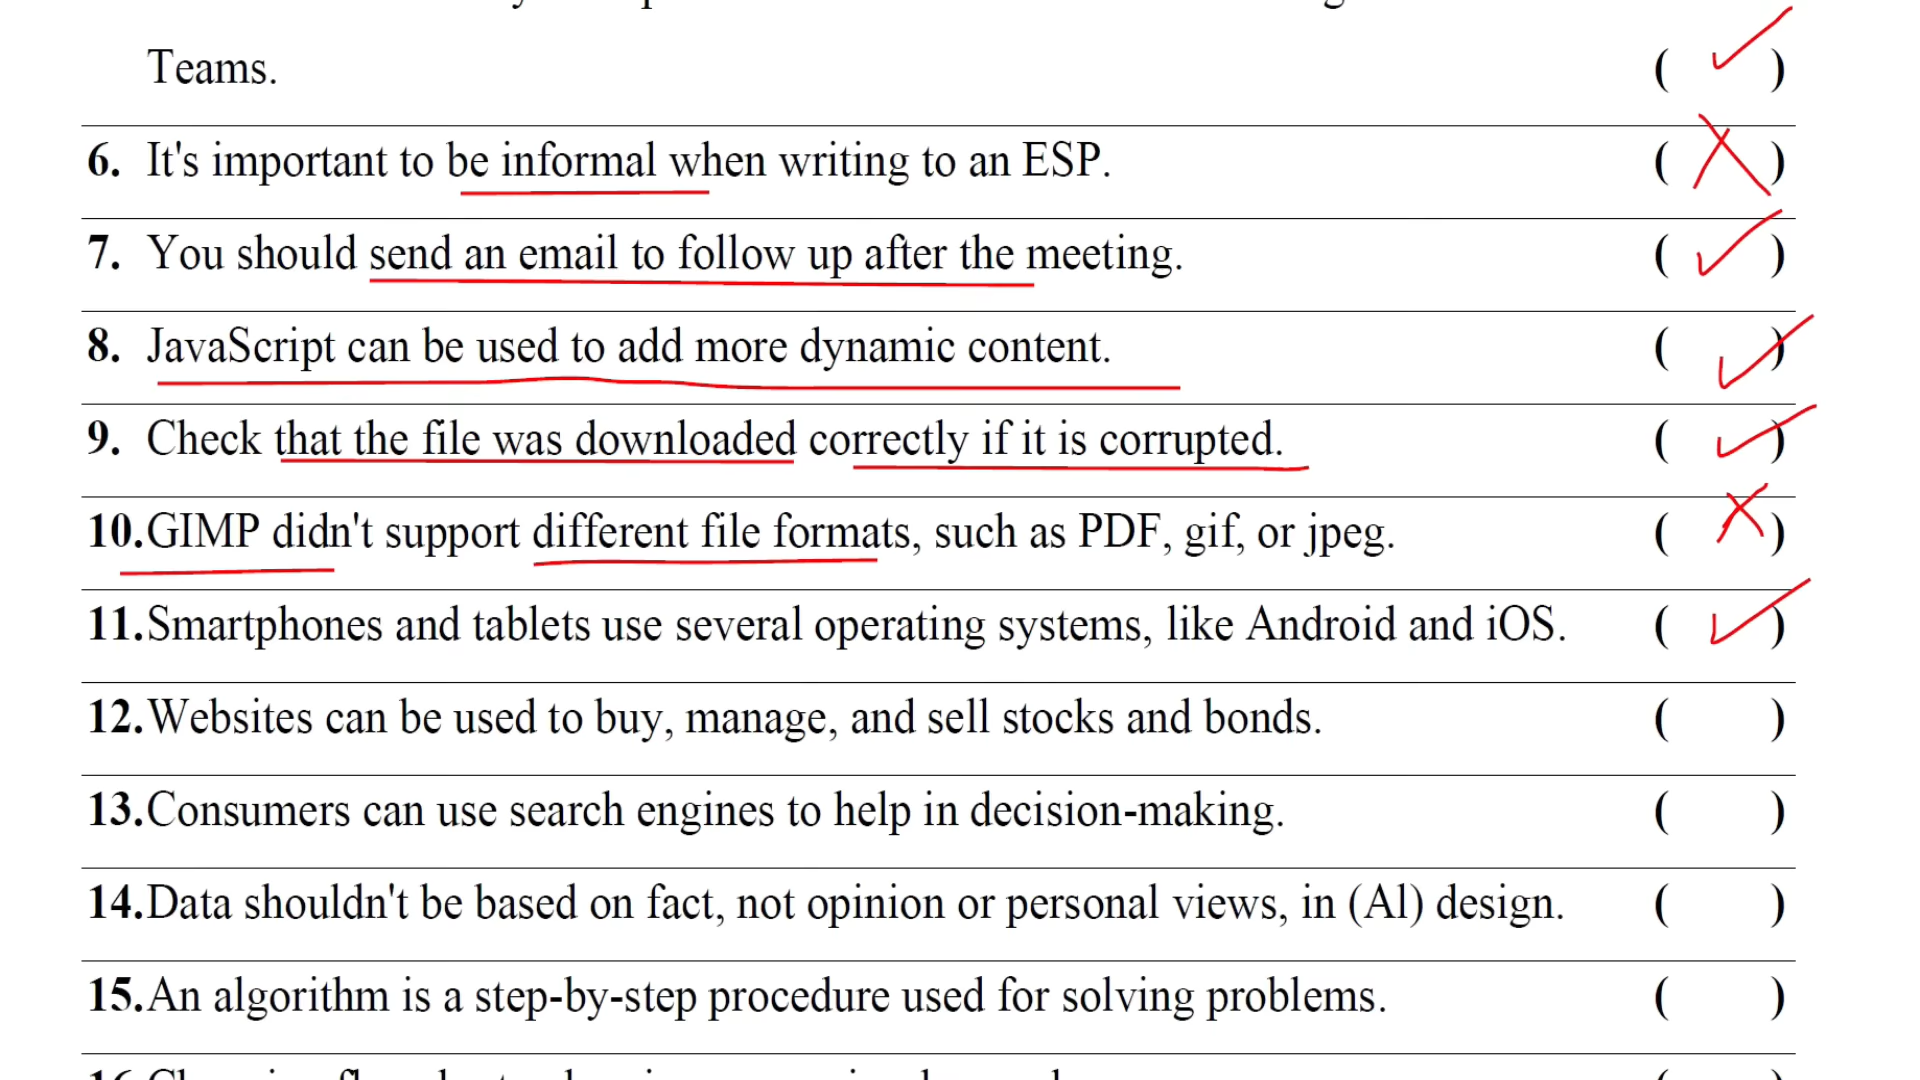 Teams. ( ✓ )
6. It's important to be informal when writing to an ESP. ( X )
7. You should send an email to follow up after the meeting. ( ✓ )
8. JavaScript can be used to add more dynamic content. ( ✓ )
9. Check that the file was downloaded correctly if it is corrupted. ( ✓ )
10. GIMP didn't support different file formats, such as PDF, gif, or jpeg. ( X )
11. Smartphones and tablets use several operating systems, like Android and iOS. ( ✓ )
12. Websites can be used to buy, manage, and sell stocks and bonds. ( )
13. Consumers can use search engines to help in decision-making. ( )
14. Data shouldn't be based on fact, not opinion or personal views, in (Al) design. ( )
15. An algorithm is a step-by-step procedure used for solving problems. ( )